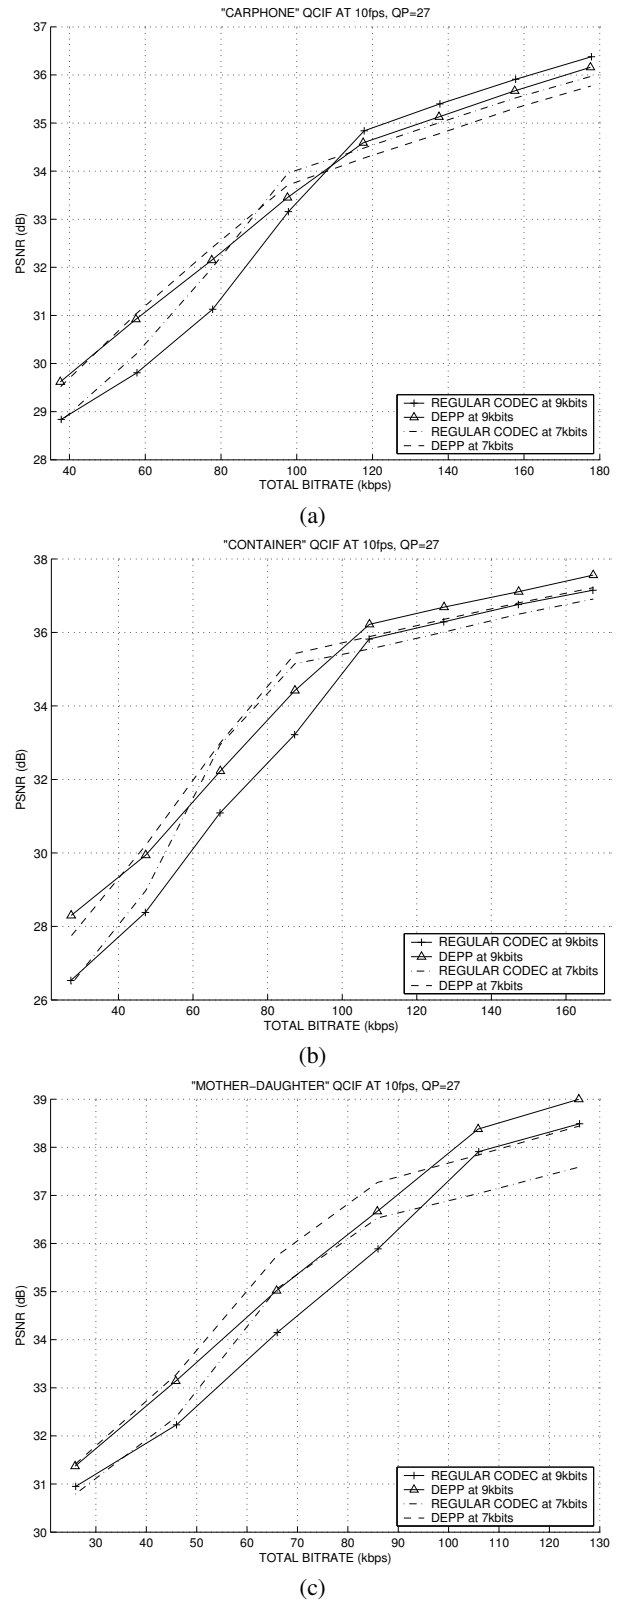 "CARPHONE" QCIF AT 10fps, QP=27
37
36
35
34
33
32
31
30
29
28
PSNR (dB)
REGULAR CODEC at 9kbits
DEPP at 9kbits
REGULAR CODEC at 7kbits
DEPP at 7kbits
40 60 80 100 120 140 160 180
TOTAL BITRATE (kbps)
(a)
"CONTAINER" QCIF AT 10fps, QP=27
38
36
34
32
30
28
26
PSNR (dB)
REGULAR CODEC at 9kbits
DEPP at 9kbits
REGULAR CODEC at 7kbits
DEPP at 7kbits
40 60 80 100 120 140 160
TOTAL BITRATE (kbps)
(b)
"MOTHER−DAUGHTER" QCIF AT 10fps, QP=27
39
38
37
36
35
34
33
32
31
30
PSNR (dB)
REGULAR CODEC at 9kbits
DEPP at 9kbits
REGULAR CODEC at 7kbits
DEPP at 7kbits
30 40 50 60 70 80 90 100 110 120 130
TOTAL BITRATE (kbps)
(c)